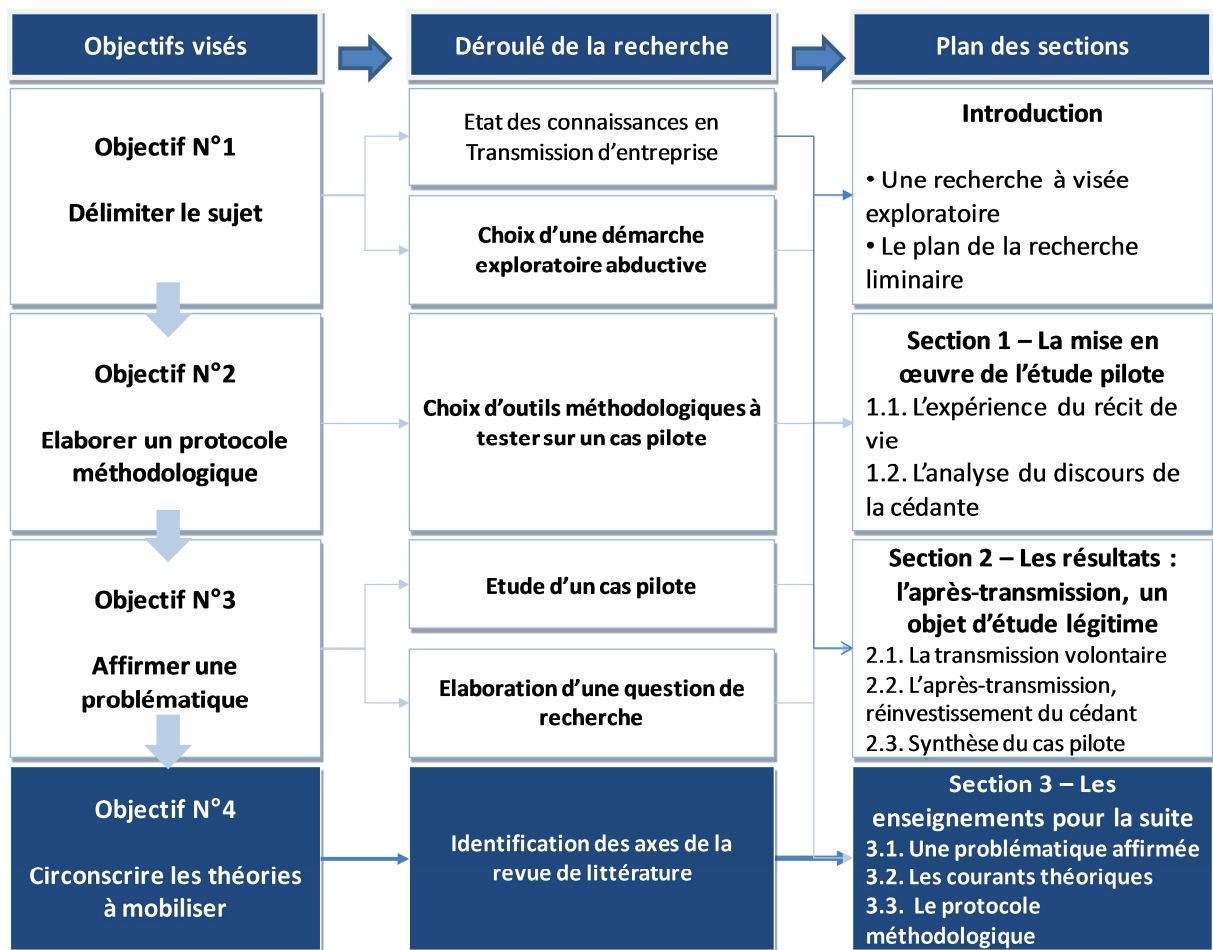 Objectifs visés
Déroulé de la recherche
Plan des sections
Objectif N°1
Délimiter le sujet
Etat des connaissances en
Transmission d'entreprise
Choix d'une démarche
exploratoire abductive
Introduction
• Une recherche à visée
exploratoire
• Le plan de la recherche
liminaire
Objectif N°2
Elaborer un protocole
méthodologique
Choix d'outils méthodologiques à
tester sur un cas pilote
Section 1 – La mise en
œuvre de l'étude pilote
1.1. L'expérience du récit de
vie
1.2. L'analyse du discours de
la cédante
Objectif N°3
Affirmer une
problématique
Etude d'un cas pilote
Elaboration d'une question de
recherche
Section 2 – Les résultats :
l'après-transmission, un
objet d'étude légitime
2.1. La transmission volontaire
2.2. L'après-transmission,
réinvestissement du cédant
2.3. Synthèse du cas pilote
Objectif N°4
Circonscrire les théories
à mobiliser
Identification des axes de la
revue de littérature
Section 3 – Les
enseignements pour la suite
3.1. Une problématique affirmée
3.2. Les courants théoriques
3.3. Le protocole
méthodologique